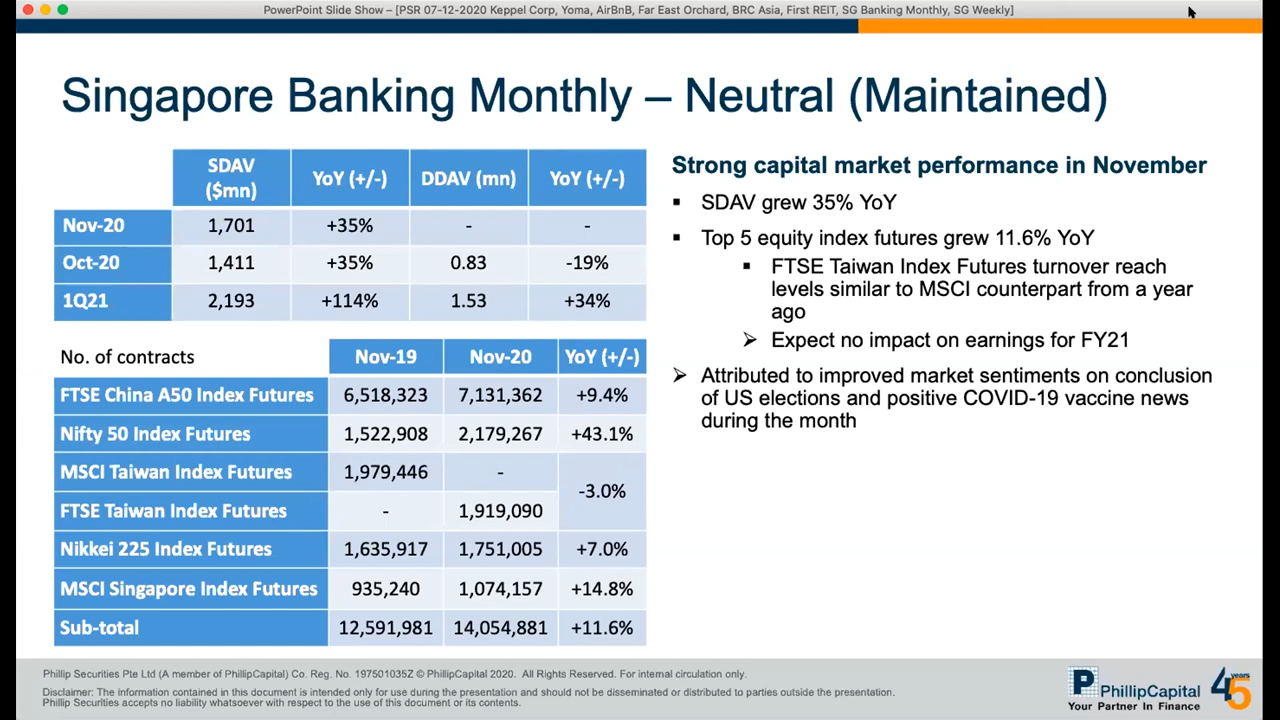 PowerPoint Slide Show – [PSR 07-12-2020 Keppel Corp, Yoma, AirBnB, Far East Orchard, BRC Asia, First REIT, SG Banking Monthly, SG Weekly]
Singapore Banking Monthly – Neutral (Maintained)
SDAV ($mn) YoY (+/-) DDAV (mn) YoY (+/-)
Nov-20 1,701 +35% - -
Oct-20 1,411 +35% 0.83 -19%
1Q21 2,193 +114% 1.53 +34%
No. of contracts Nov-19 Nov-20 YoY (+/-)
FTSE China A50 Index Futures 6,518,323 7,131,362 +9.4%
Nifty 50 Index Futures 1,522,908 2,179,267 +43.1%
MSCI Taiwan Index Futures 1,979,446 -
-3.0%
FTSE Taiwan Index Futures - 1,919,090
Nikkei 225 Index Futures 1,635,917 1,751,005 +7.0%
MSCI Singapore Index Futures 935,240 1,074,157 +14.8%
Sub-total 12,591,981 14,054,881 +11.6%
Strong capital market performance in November
▪ SDAV grew 35% YoY
▪ Top 5 equity index futures grew 11.6% YoY
▪ FTSE Taiwan Index Futures turnover reach
levels similar to MSCI counterpart from a year
ago
➢ Expect no impact on earnings for FY21
➢ Attributed to improved market sentiments on conclusion
of US elections and positive COVID-19 vaccine news
during the month
Phillip Securities Pte Ltd (A member of PhillipCapital) Co. Reg. No. 197501035Z © PhillipCapital 2020. All Rights Reserved. For internal circulation only.
Disclaimer: The information contained in this document is intended only for use during the presentation and should not be disseminated or distributed to parties outside the presentation.
Phillip Securities accepts no liability whatsoever with respect to the use of this document or its contents.
P PhillipCapital
Your Partner In Finance
45 years